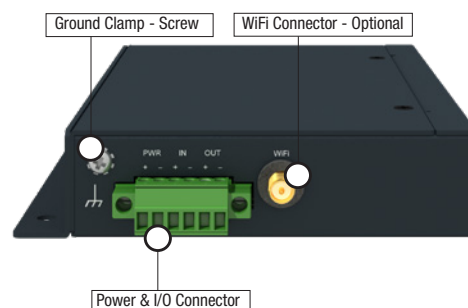 Ground Clamp - Screw
WiFi Connector - Optional
PWR IN OUT
+ - + - + -
WiFi
Power & I/O Connector